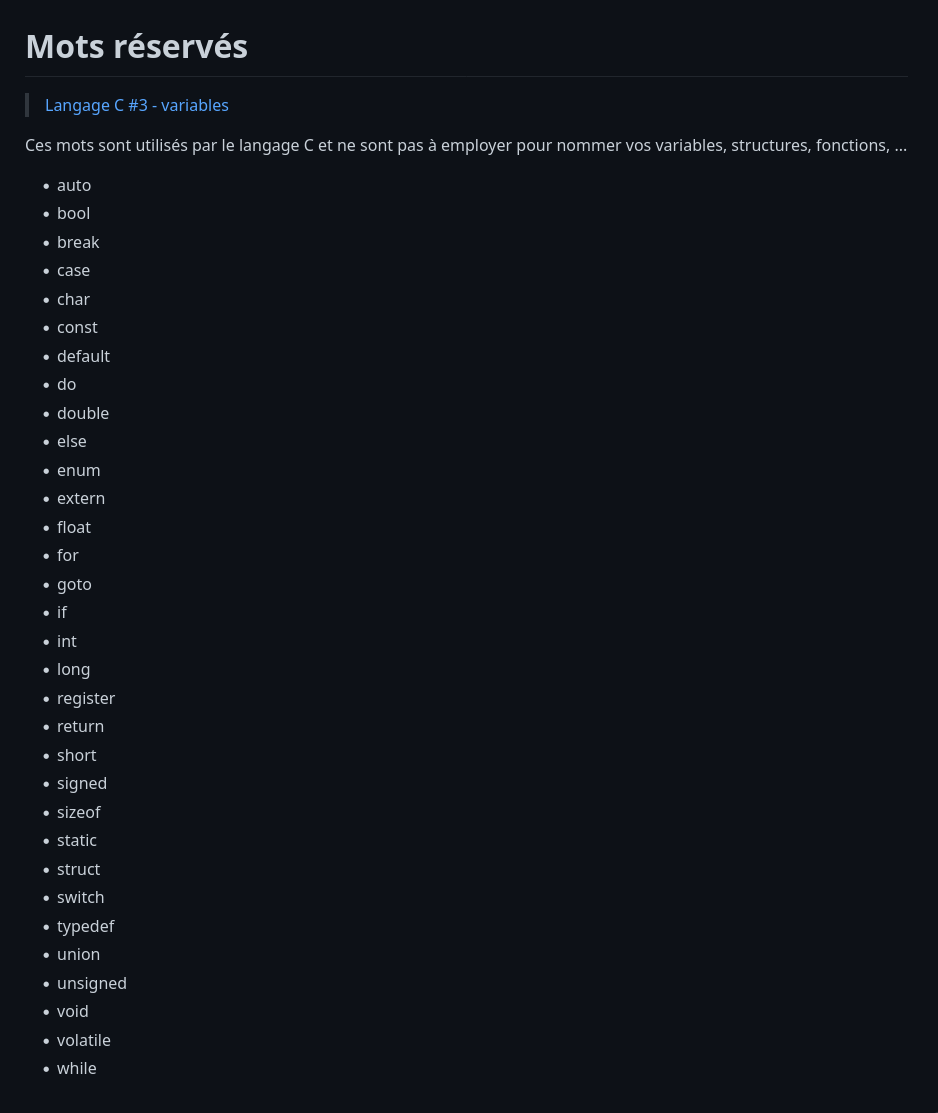 Mots réservés
Langage C #3 - variables
Ces mots sont utilisés par le langage C et ne sont pas à employer pour nommer vos variables, structures, fonctions, ...
• auto
• bool
• break
• case
• char
• const
• default
• do
• double
• else
• enum
• extern
• float
• for
• goto
• if
• int
• long
• register
• return
• short
• signed
• sizeof
• static
• struct
• switch
• typedef
• union
• unsigned
• void
• volatile
• while